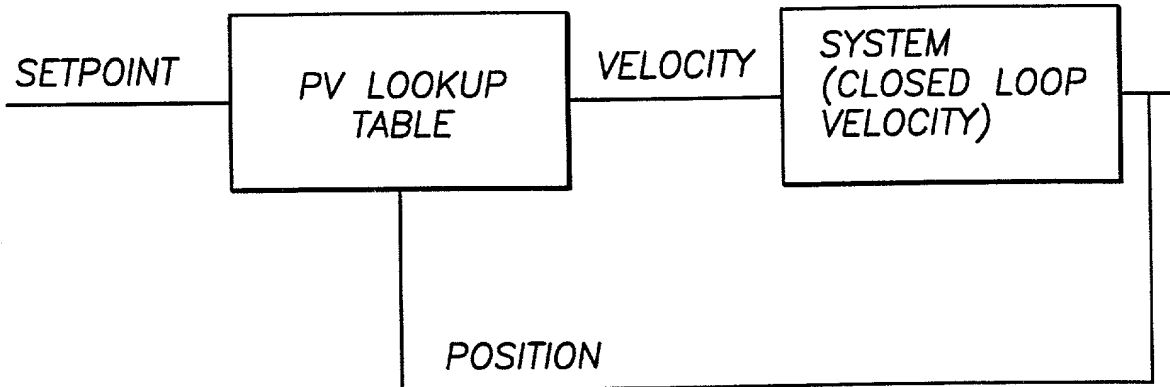 SETPOINT
PV LOOKUP
TABLE
VELOCITY
SYSTEM
(CLOSED LOOP
VELOCITY)
POSITION